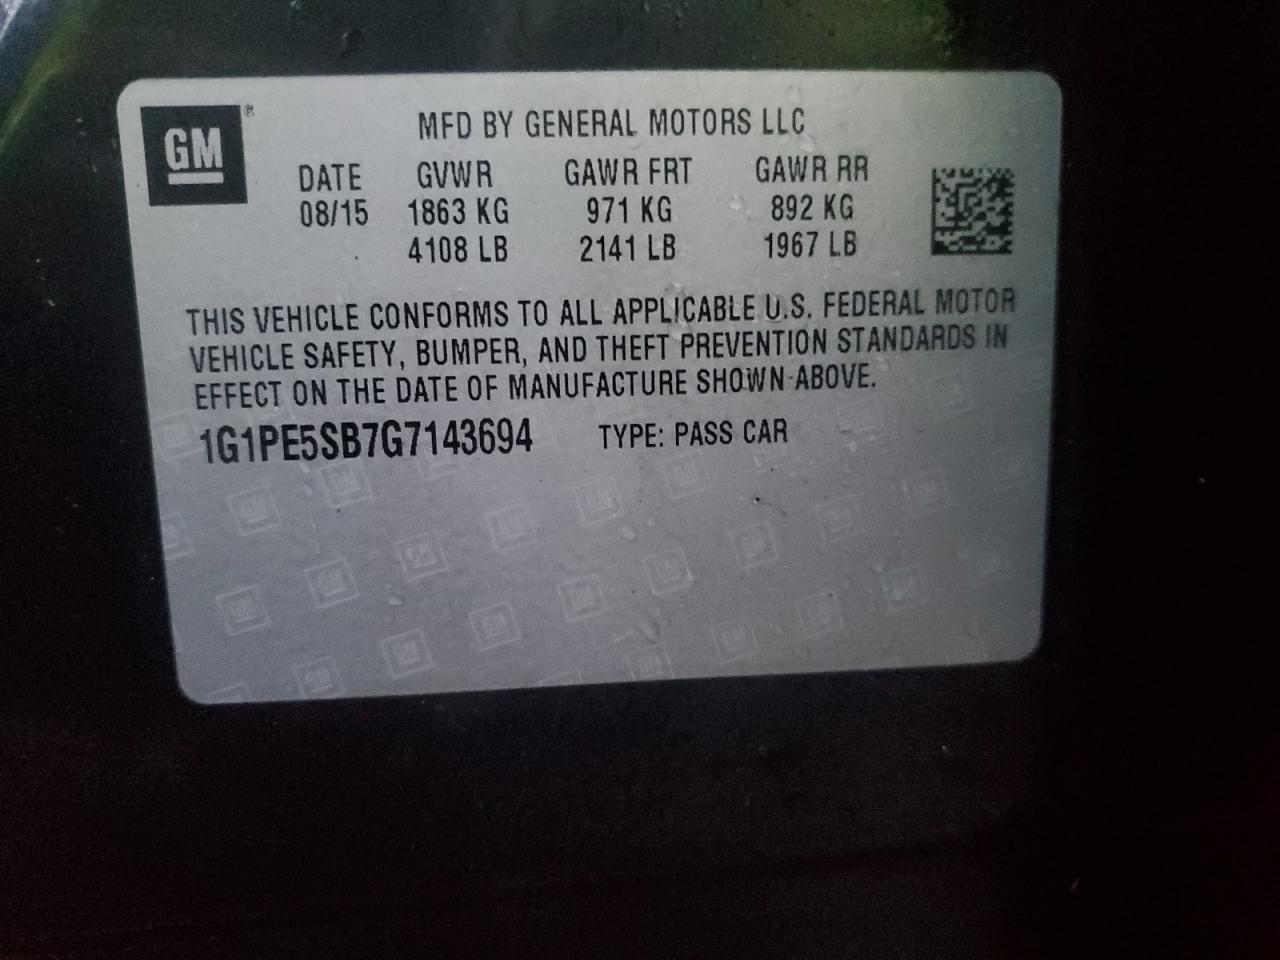 GM
MFD BY GENERAL MOTORS LLC
DATE GVWR GAWR FRT GAWR RR
08/15 1863 KG 971 KG 892 KG
4108 LB 2141 LB 1967 LB
THIS VEHICLE CONFORMS TO ALL APPLICABLE U.S. FEDERAL MOTOR
VEHICLE SAFETY, BUMPER, AND THEFT PREVENTION STANDARDS IN
EFFECT ON THE DATE OF MANUFACTURE SHOWN ABOVE.
1G1PE5SB7G7143694 TYPE: PASS CAR